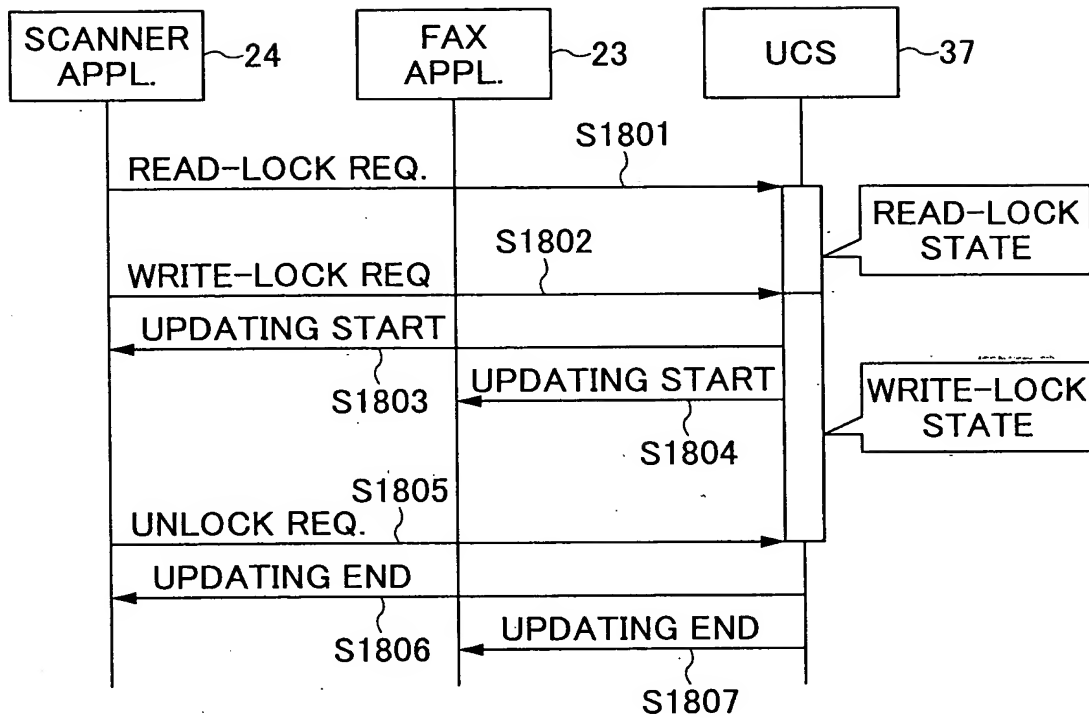 SCANNER
APPL.
24
FAX
APPL.
23
UCS
37
S1801
READ-LOCK REQ.
READ-LOCK
STATE
S1802
WRITE-LOCK REQ
UPDATING START
S1803
UPDATING START
S1804
WRITE-LOCK
STATE
S1805
UNLOCK REQ.
UPDATING END
S1806
UPDATING END
S1807